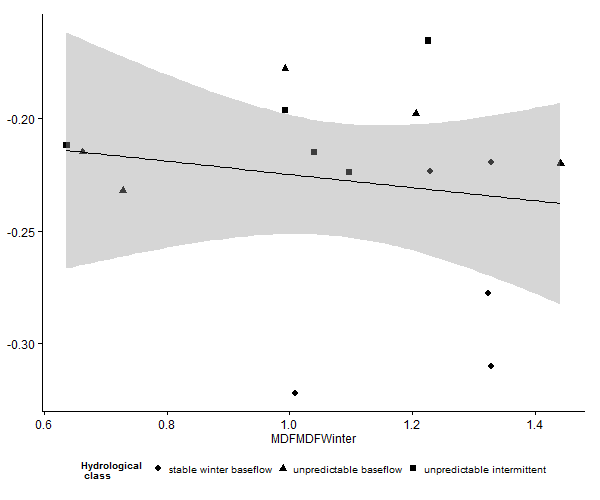 -0.20
-0.25
-0.30
0.6 0.8 1.0 1.2 1.4
MDFMDFWinter
Hydrological
class
stable winter baseflow unpredictable baseflow unpredictable intermittent